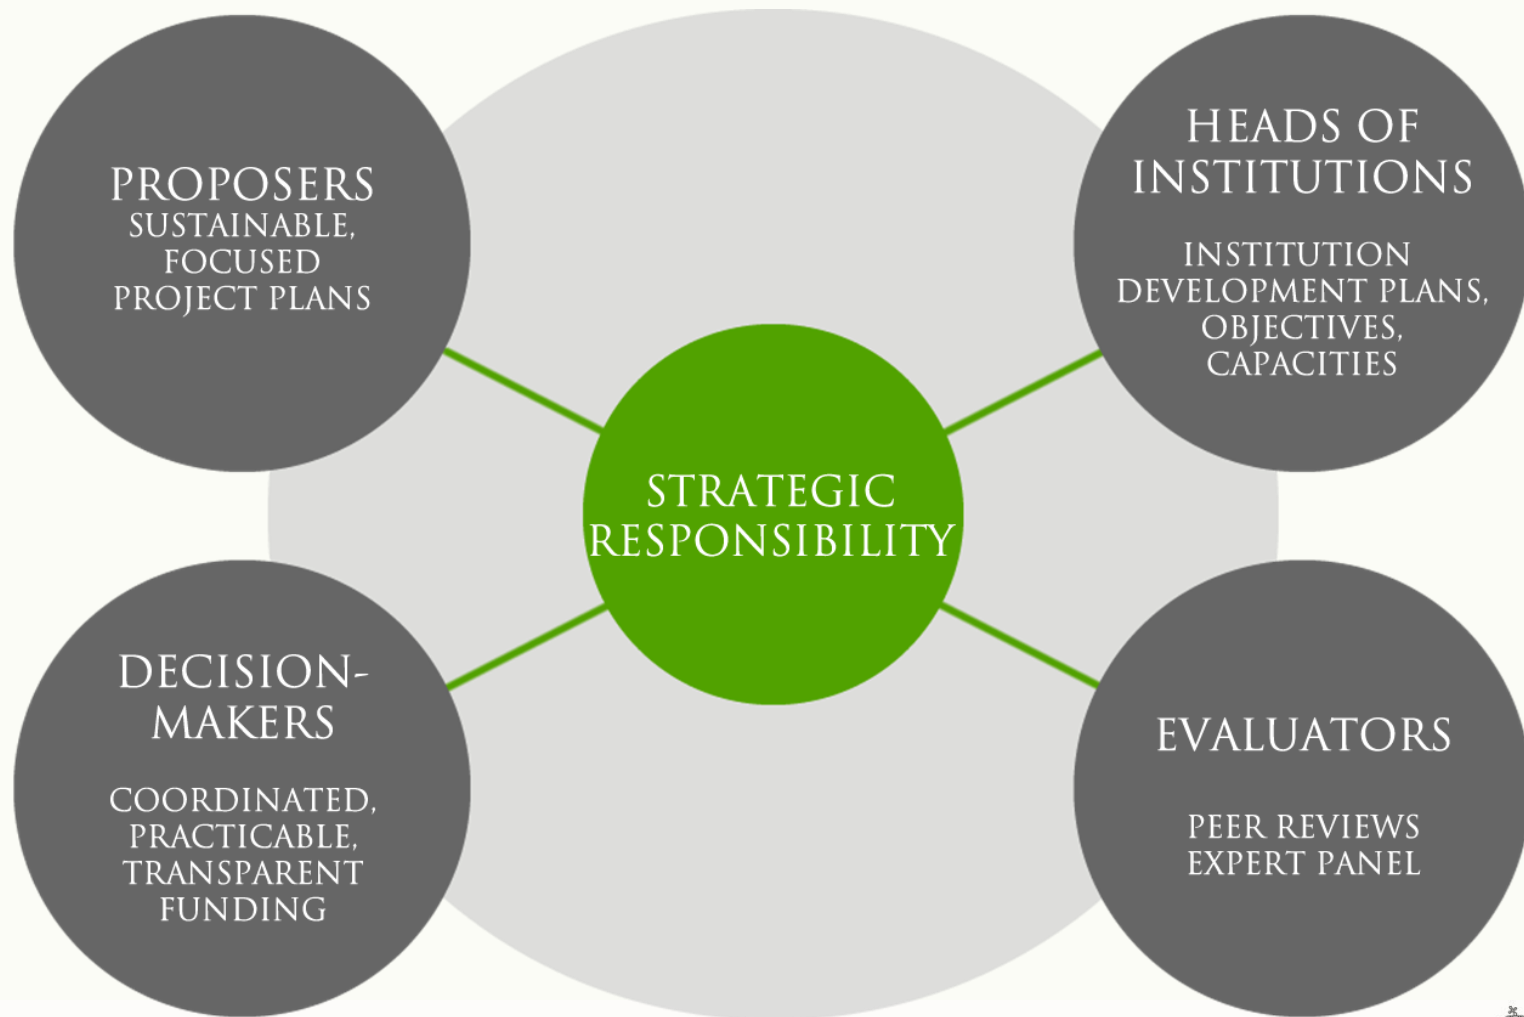 PROPOSERS
SUSTAINABLE,
FOCUSED
PROJECT PLANS
HEADS OF
INSTITUTIONS
INSTITUTION
DEVELOPMENT PLANS,
OBJECTIVES,
CAPACITIES
STRATEGIC
RESPONSIBILITY
DECISION-
MAKERS
COORDINATED,
PRACTICABLE,
TRANSPARENT
FUNDING
EVALUATORS
PEER REVIEWS
EXPERT PANEL